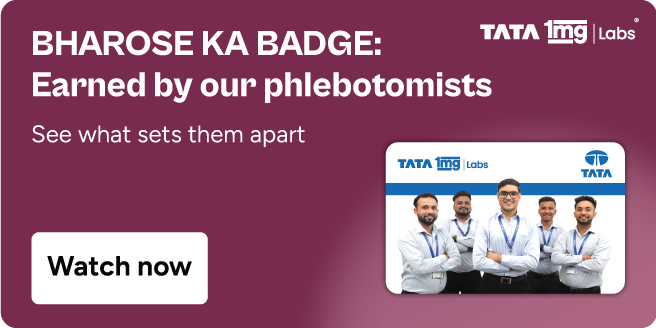 BHAROSE KA BADGE:
Earned by our phlebotomists
See what sets them apart
Watch now
TATA 1mg | Labs®
TATA 1mg | Labs
TATA